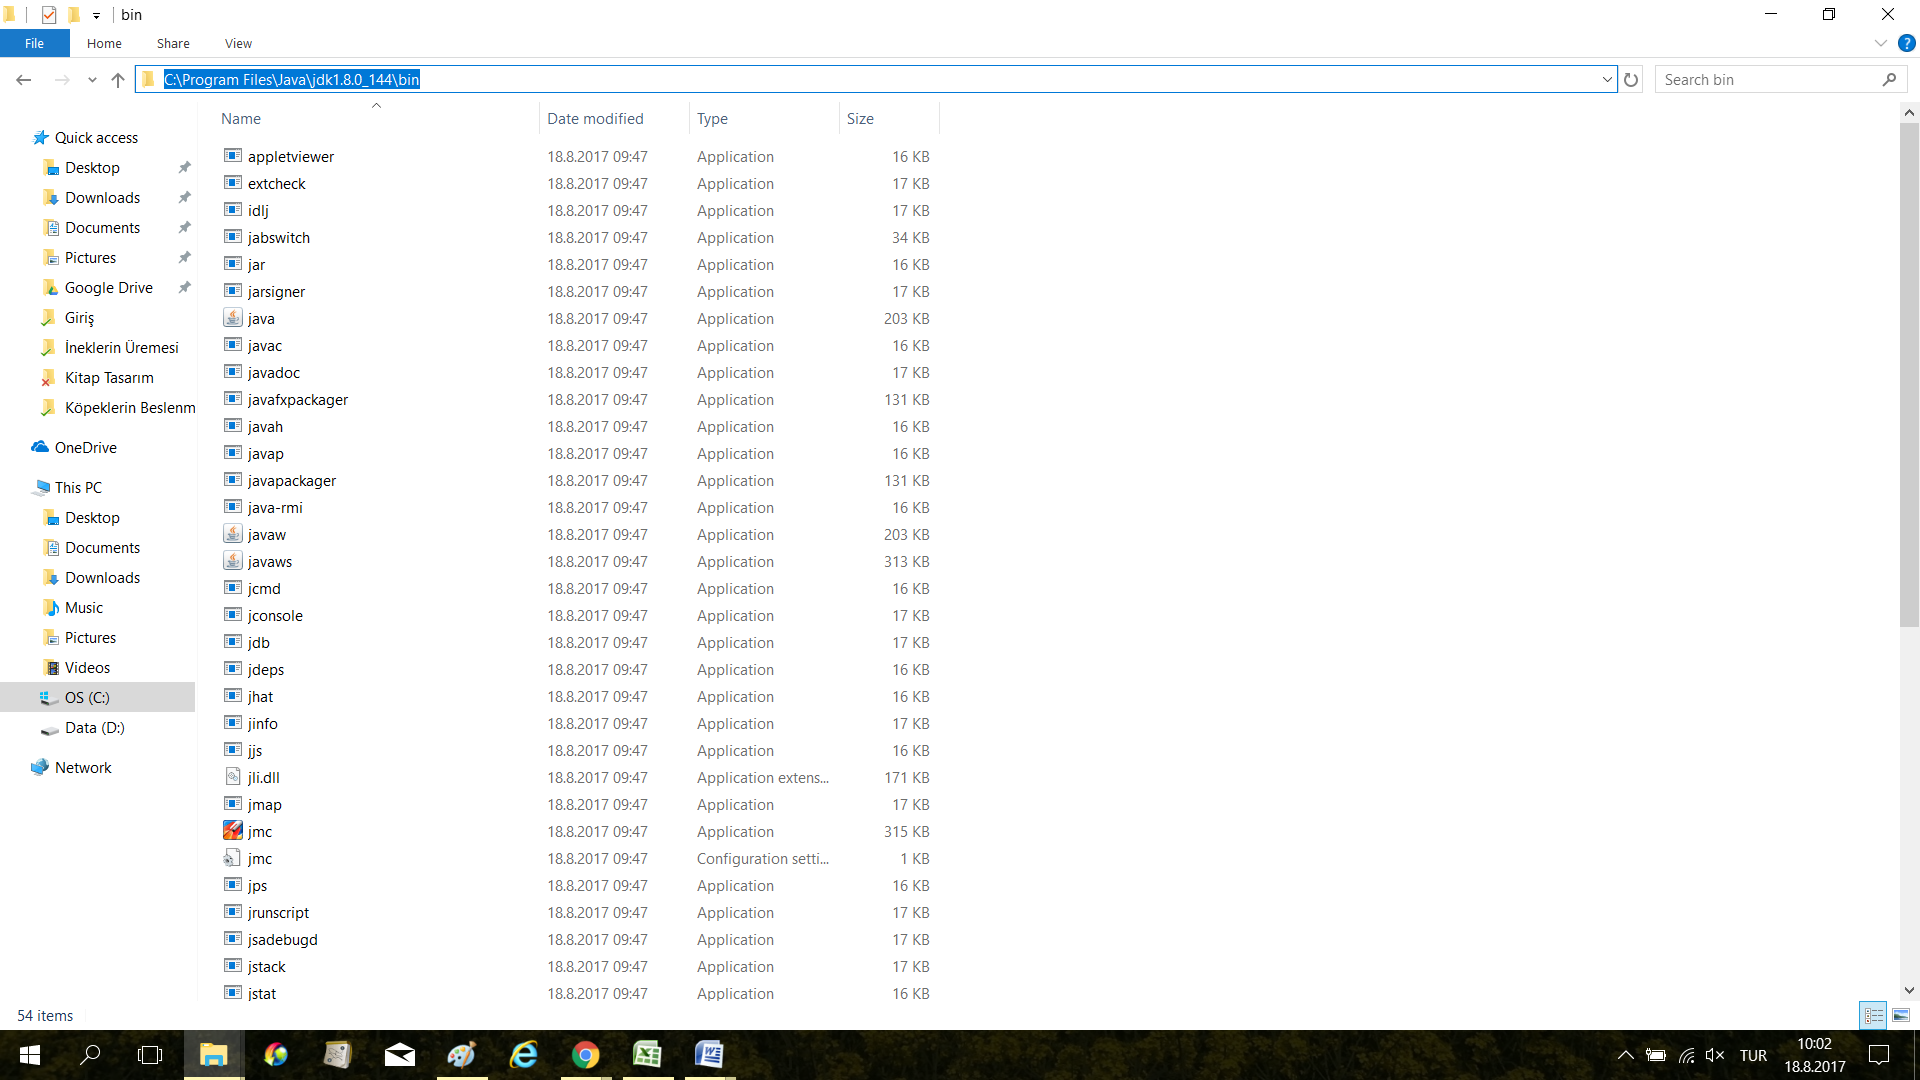 bin
File Home Share View
C:\Program Files\Java\jdk1.8.0_144\bin
Search bin
Quick access
Desktop
Downloads
Documents
Pictures
Google Drive
Giriş
İneklerin Üremesi
Kitap Tasarım
Köpeklerin Beslenm
OneDrive
This PC
Desktop
Documents
Downloads
Music
Pictures
Videos
OS (C:)
Data (D:)
Network
Name Date modified Type Size
appletviewer 18.8.2017 09:47 Application 16 KB
extcheck 18.8.2017 09:47 Application 17 KB
idlj 18.8.2017 09:47 Application 17 KB
jabswitch 18.8.2017 09:47 Application 34 KB
jar 18.8.2017 09:47 Application 16 KB
jarsigner 18.8.2017 09:47 Application 17 KB
java 18.8.2017 09:47 Application 203 KB
javac 18.8.2017 09:47 Application 16 KB
javadoc 18.8.2017 09:47 Application 17 KB
javafxpackager 18.8.2017 09:47 Application 131 KB
javah 18.8.2017 09:47 Application 16 KB
javap 18.8.2017 09:47 Application 16 KB
javapackager 18.8.2017 09:47 Application 131 KB
java-rmi 18.8.2017 09:47 Application 16 KB
javaw 18.8.2017 09:47 Application 203 KB
javaws 18.8.2017 09:47 Application 313 KB
jcmd 18.8.2017 09:47 Application 16 KB
jconsole 18.8.2017 09:47 Application 17 KB
jdb 18.8.2017 09:47 Application 17 KB
jdeps 18.8.2017 09:47 Application 16 KB
jhat 18.8.2017 09:47 Application 16 KB
jinfo 18.8.2017 09:47 Application 17 KB
jjs 18.8.2017 09:47 Application 16 KB
jli.dll 18.8.2017 09:47 Application extens... 171 KB
jmap 18.8.2017 09:47 Application 17 KB
jmc 18.8.2017 09:47 Application 315 KB
jmc 18.8.2017 09:47 Configuration setti... 1 KB
jps 18.8.2017 09:47 Application 16 KB
jrunscript 18.8.2017 09:47 Application 17 KB
jsadebugd 18.8.2017 09:47 Application 17 KB
jstack 18.8.2017 09:47 Application 17 KB
jstat 18.8.2017 09:47 Application 16 KB
54 items
TUR
10:02
18.8.2017